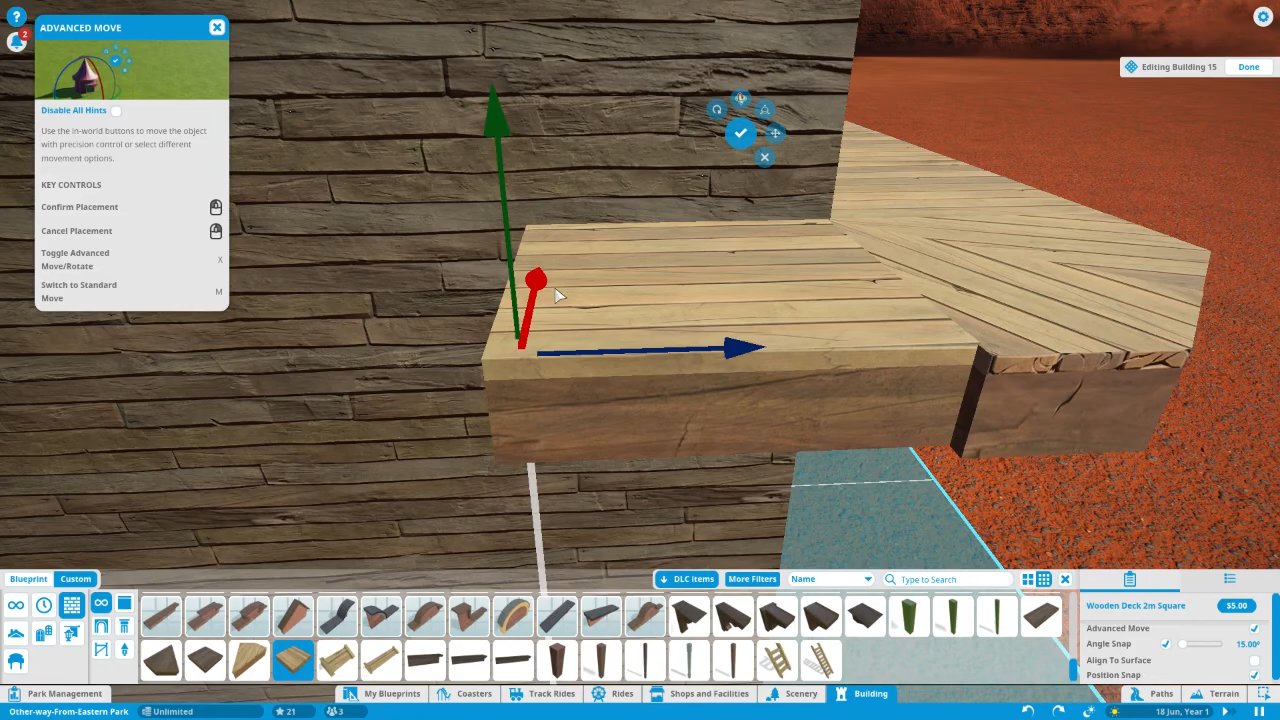 ?
2
ADVANCED MOVE
Disable All Hints
Use the in-world buttons to move the object
with precision control or select different
movement options.
KEY CONTROLS
Confirm Placement
Cancel Placement
Toggle Advanced
Move/Rotate
X
Switch to Standard
Move
M
Editing Building 15
Done
Blueprint
Custom
DLC Items
More Filters
Name
Type to Search
Wooden Deck 2m Square
$5.00
Advanced Move
Angle Snap
15.00°
Align To Surface
Position Snap
Park Management
My Blueprints
Coasters
Track Rides
Rides
Shops and Facilities
Scenery
Building
Paths
Terrain
Other-way-From-Eastern Park
Unlimited
21
3
18 Jun, Year 1